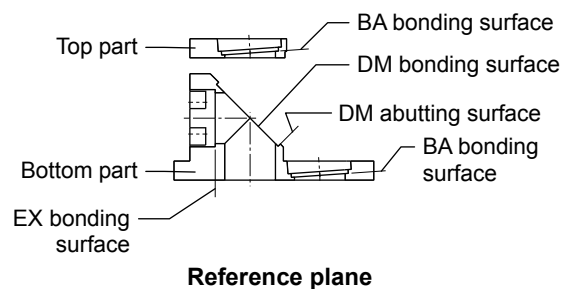 BA bonding surface
Top part
DM bonding surface
DM abutting surface
BA bonding
surface
Bottom part
EX bonding
surface
Reference plane